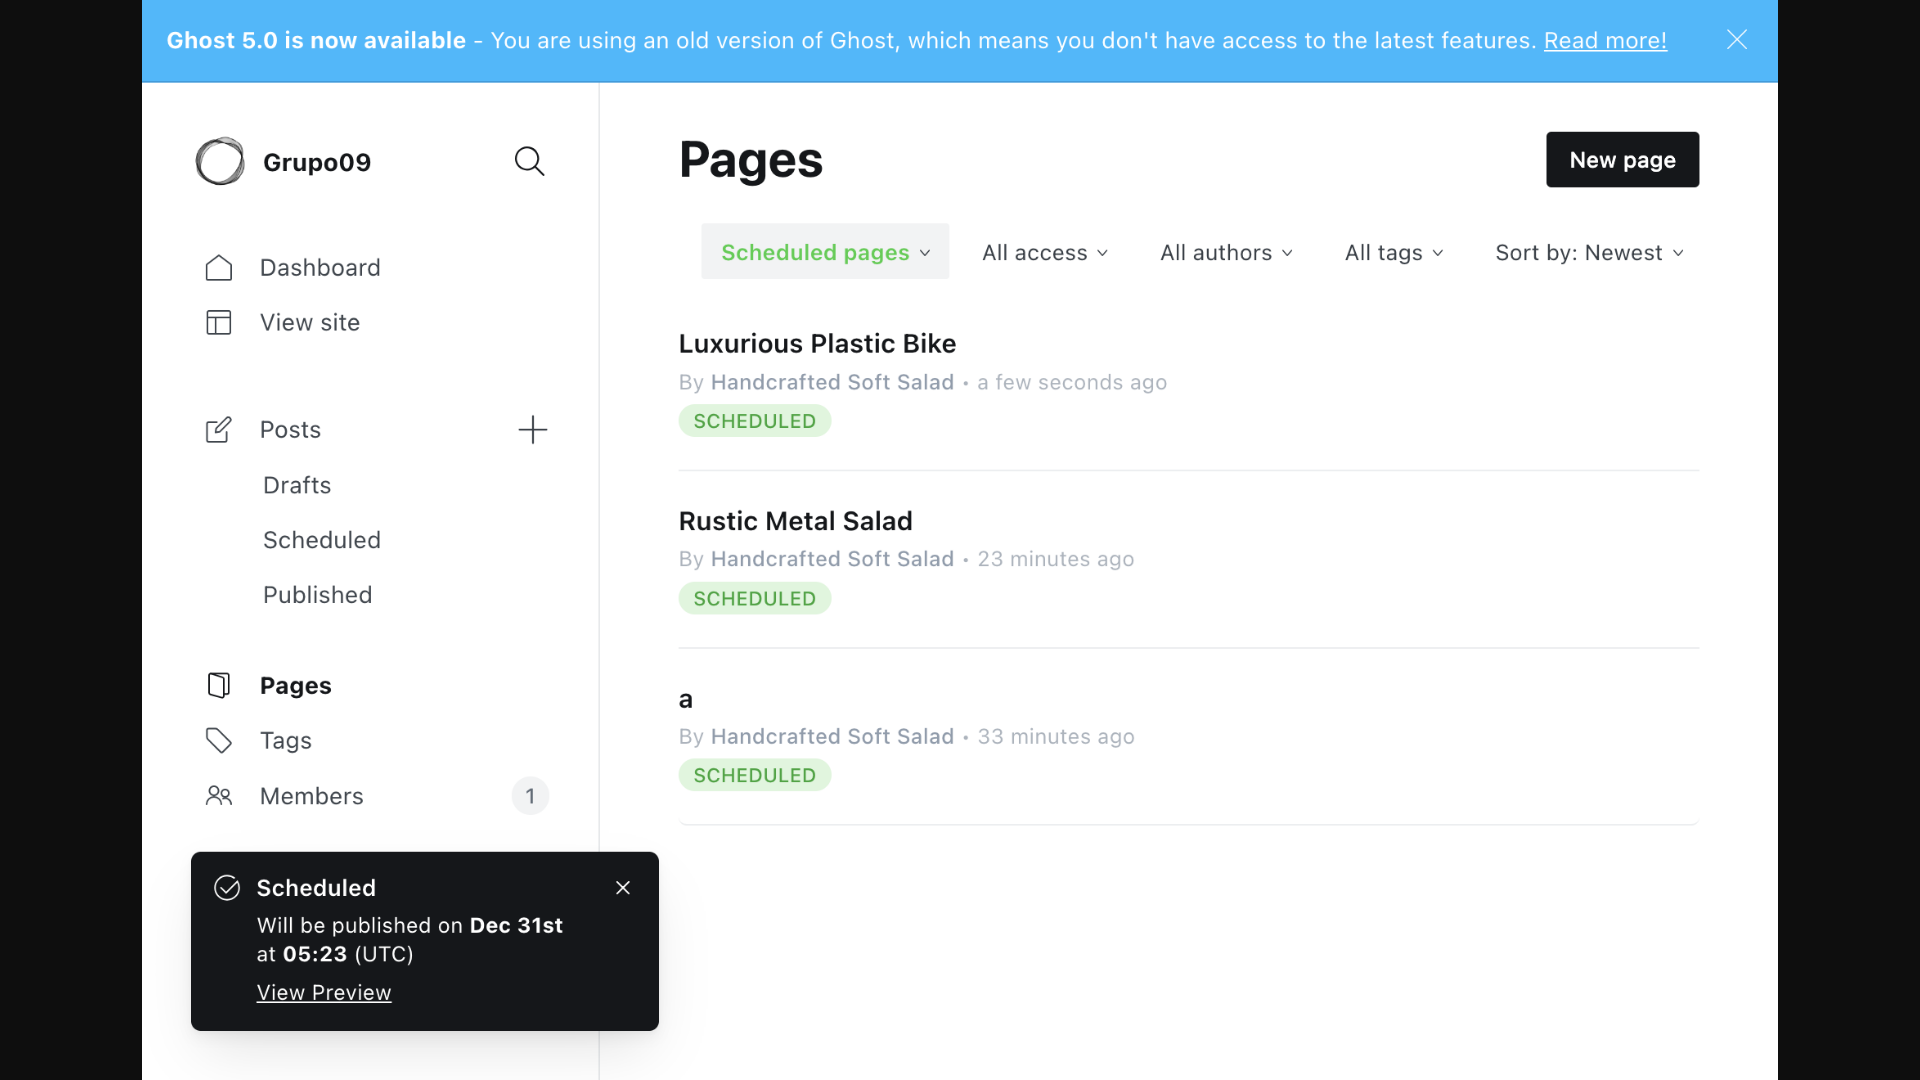 Ghost 5.0 is now available - You are using an old version of Ghost, which means you don't have access to the latest features. Read more!
Grupo09
Dashboard
View site
Posts
Drafts
Scheduled
Published
Pages
Tags
Members 1
Scheduled
Will be published on Dec 31st
at 05:23 (UTC)
View Preview
Pages
New page
Scheduled pages All access All authors All tags Sort by: Newest
Luxurious Plastic Bike
By Handcrafted Soft Salad • a few seconds ago
SCHEDULED
Rustic Metal Salad
By Handcrafted Soft Salad • 23 minutes ago
SCHEDULED
a
By Handcrafted Soft Salad • 33 minutes ago
SCHEDULED